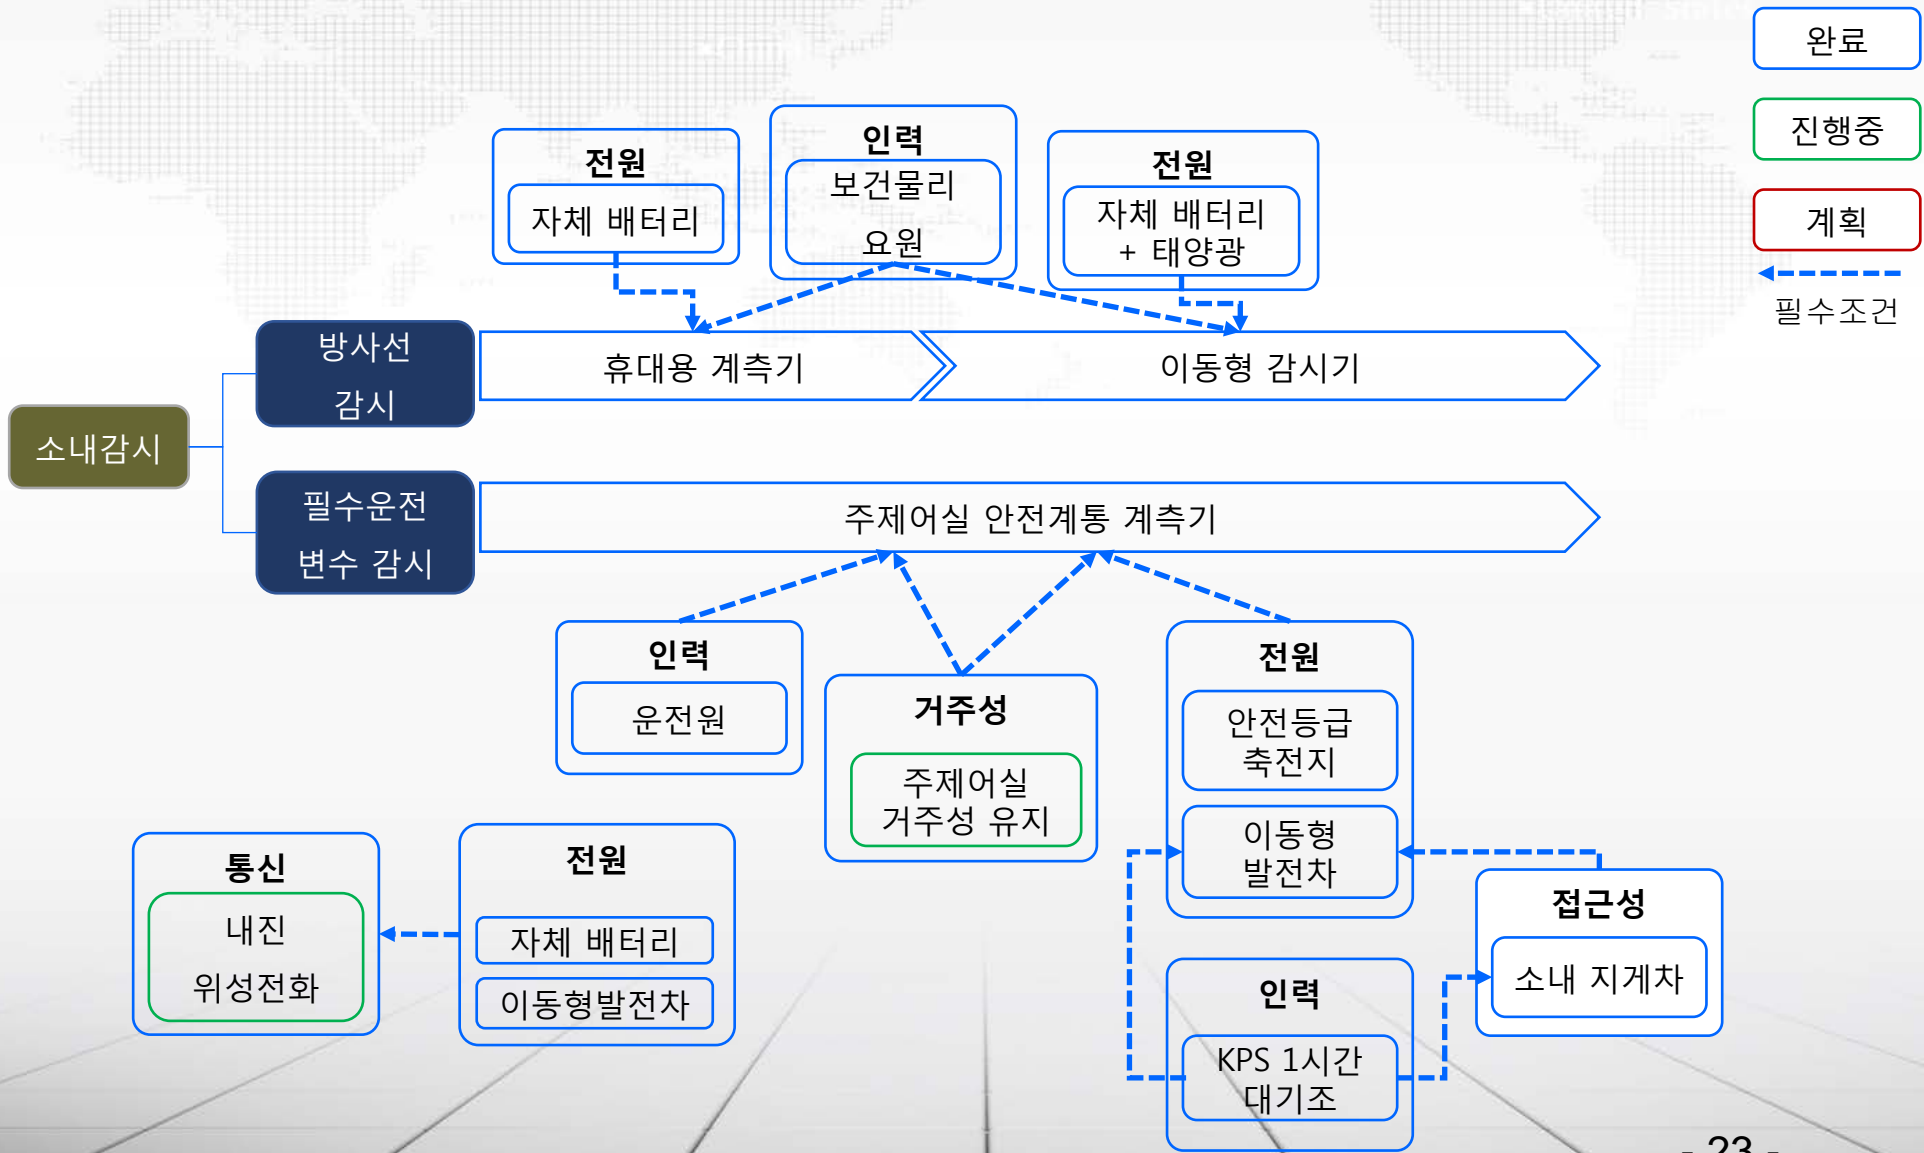 완료
진행중
계획
필수조건
전원
자체 배터리
인력
보건물리
요원
전원
자체 배터리
+ 태양광
방사선
감시
휴대용 계측기
이동형 감시기
소내감시
필수운전
변수 감시
주제어실 안전계통 계측기
인력
운전원
거주성
주제어실
거주성 유지
전원
안전등급
축전지
이동형
발전차
통신
내진
위성전화
전원
자체 배터리
이동형발전차
접근성
소내 지게차
인력
KPS 1시간
대기조
- 23 -